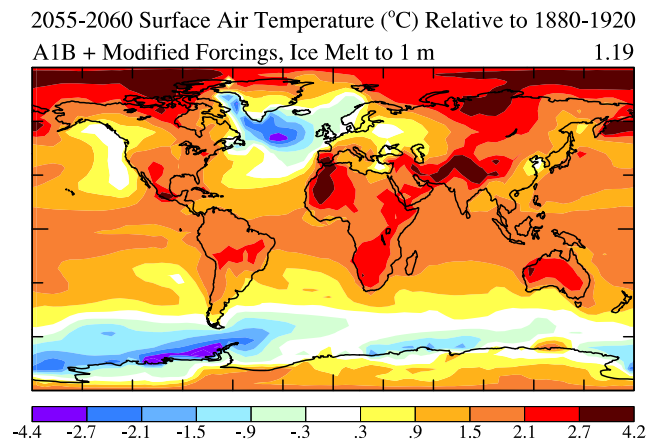 2055-2060 Surface Air Temperature (°C) Relative to 1880-1920
A1B + Modified Forcings, Ice Melt to 1 m 1.19
-4.4 -2.7 -2.1 -1.5 -.9 -.3 .3 .9 1.5 2.1 2.7 4.2